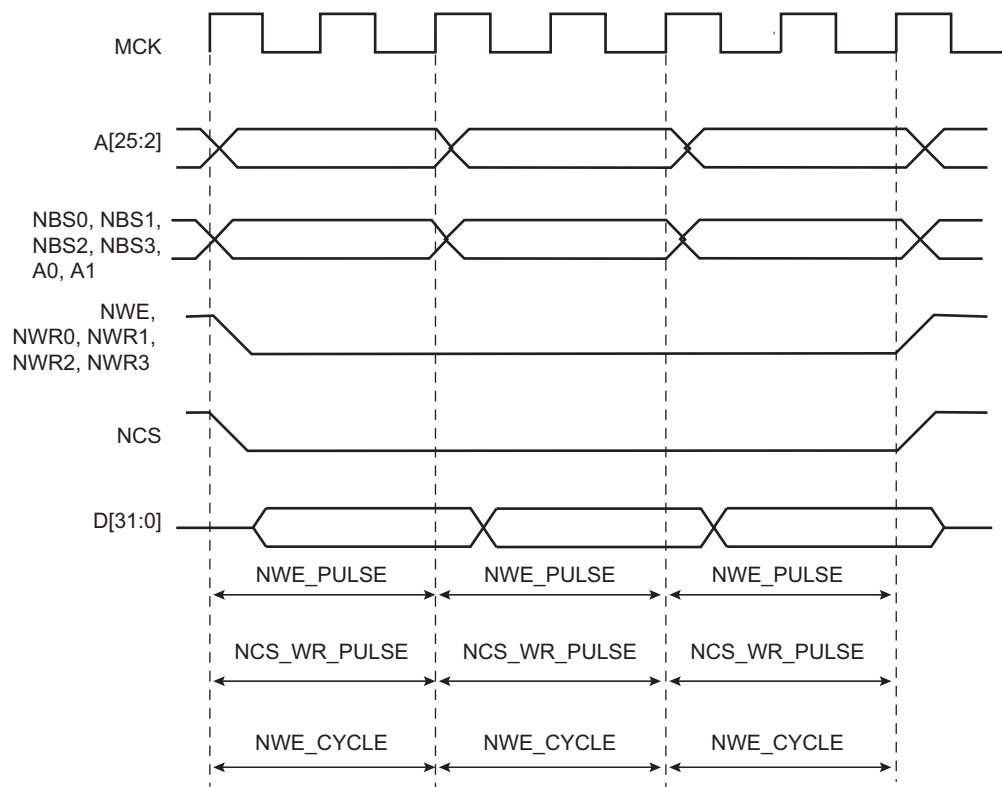 MCK
A[25:2]
NBS0, NBS1,
NBS2, NBS3,
A0, A1
NWE,
NWR0, NWR1,
NWR2, NWR3
NCS
D[31:0]
NWE_PULSE NWE_PULSE NWE_PULSE
NCS_WR_PULSE NCS_WR_PULSE NCS_WR_PULSE
NWE_CYCLE NWE_CYCLE NWE_CYCLE